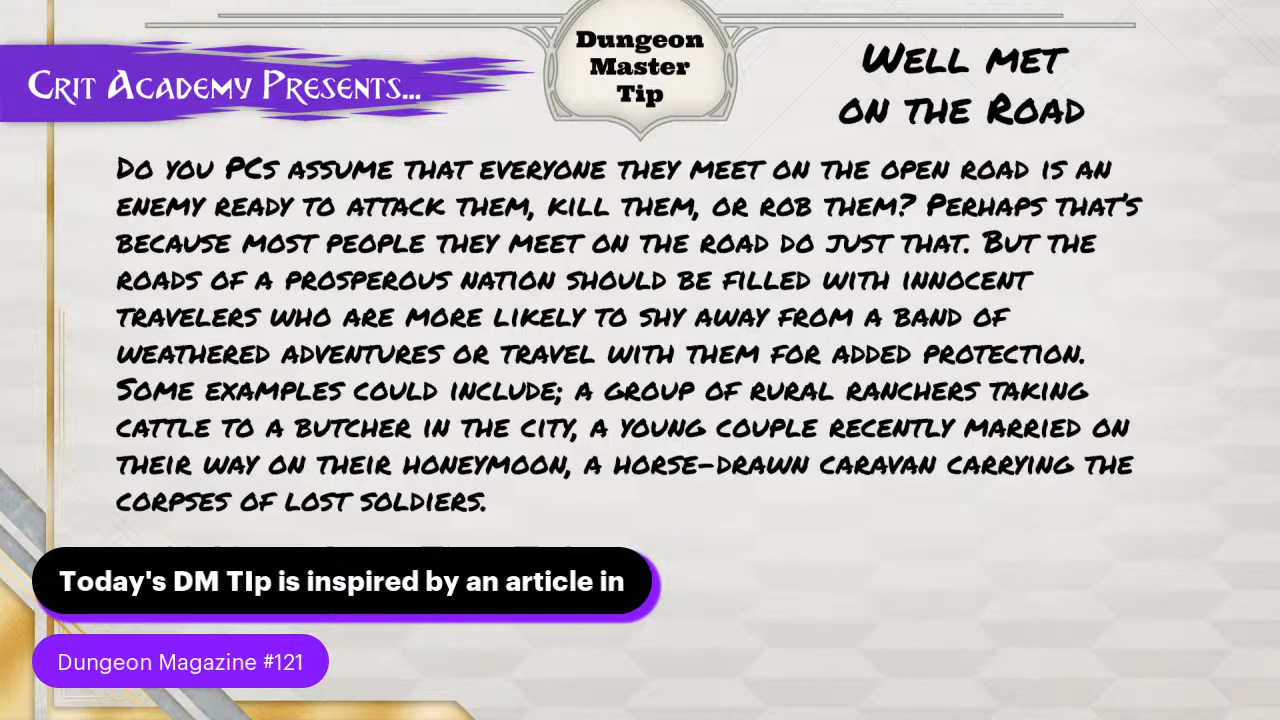 Crit Academy Presents...
Dungeon
Master
Tip
Well met
on the Road
Do you PCs assume that everyone they meet on the open road is an
enemy ready to attack them, kill them, or rob them? Perhaps that's
because most people they meet on the road do just that. But the
roads of a prosperous nation should be filled with innocent
travelers who are more likely to shy away from a band of
weathered adventures or travel with them for added protection.
Some examples could include; a group of rural ranchers taking
cattle to a butcher in the city, a young couple recently married on
their way on their honeymoon, a horse-drawn caravan carrying the
corpses of lost soldiers.
Today's DM TIp is inspired by an article in
Dungeon Magazine #121